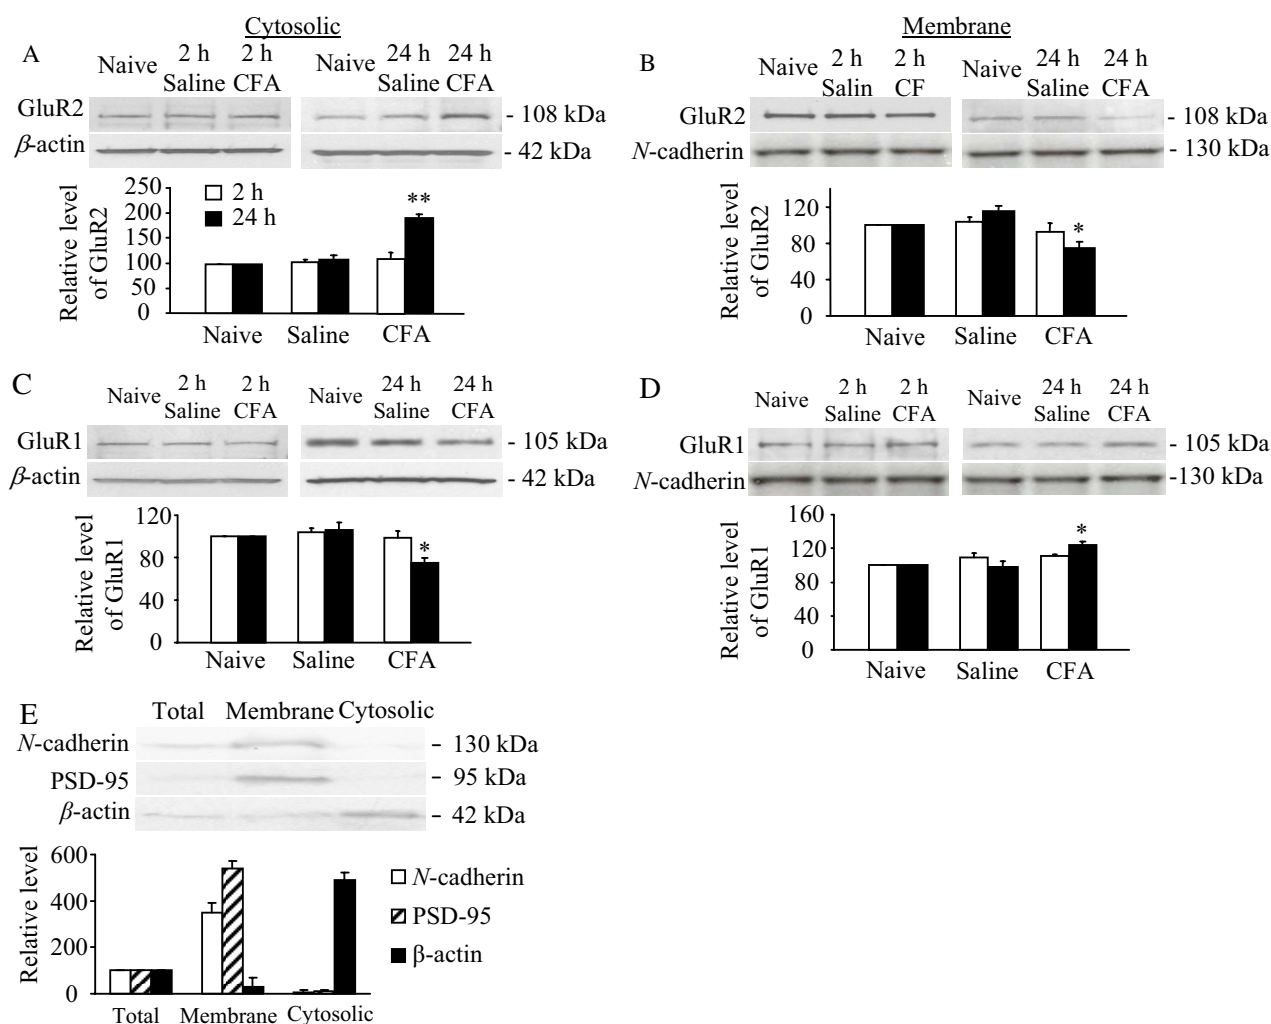 Cytosolic
Membrane
A
Naive
2 h
Saline
2 h
CFA
Naive
24 h
Saline
24 h
CFA
GluR2
- 108 kDa
β-actin
- 42 kDa
Relative level
of GluR2
250
200
150
100
50
0
2 h
24 h
**
Naive
Saline
CFA
B
Naive
2 h
Salin
2 h
CF
Naive
24 h
Saline
24 h
CFA
GluR2
- 108 kDa
N-cadherin
- 130 kDa
Relative level
of GluR2
120
80
40
0
*
Naive
Saline
CFA
C
Naive
2 h
Saline
2 h
CFA
Naive
24 h
Saline
24 h
CFA
GluR1
- 105 kDa
β-actin
- 42 kDa
Relative level
of GluR1
120
80
40
0
*
Naive
Saline
CFA
D
Naive
2 h
Saline
2 h
CFA
Naive
24 h
Saline
24 h
CFA
GluR1
- 105 kDa
N-cadherin
-130 kDa
Relative level
of GluR1
160
120
80
40
0
*
Naive
Saline
CFA
E
Total Membrane Cytosolic
N-cadherin
- 130 kDa
PSD-95
- 95 kDa
β-actin
- 42 kDa
Relative level
600
400
200
0
N-cadherin
PSD-95
β-actin
Total Membrane Cytosolic